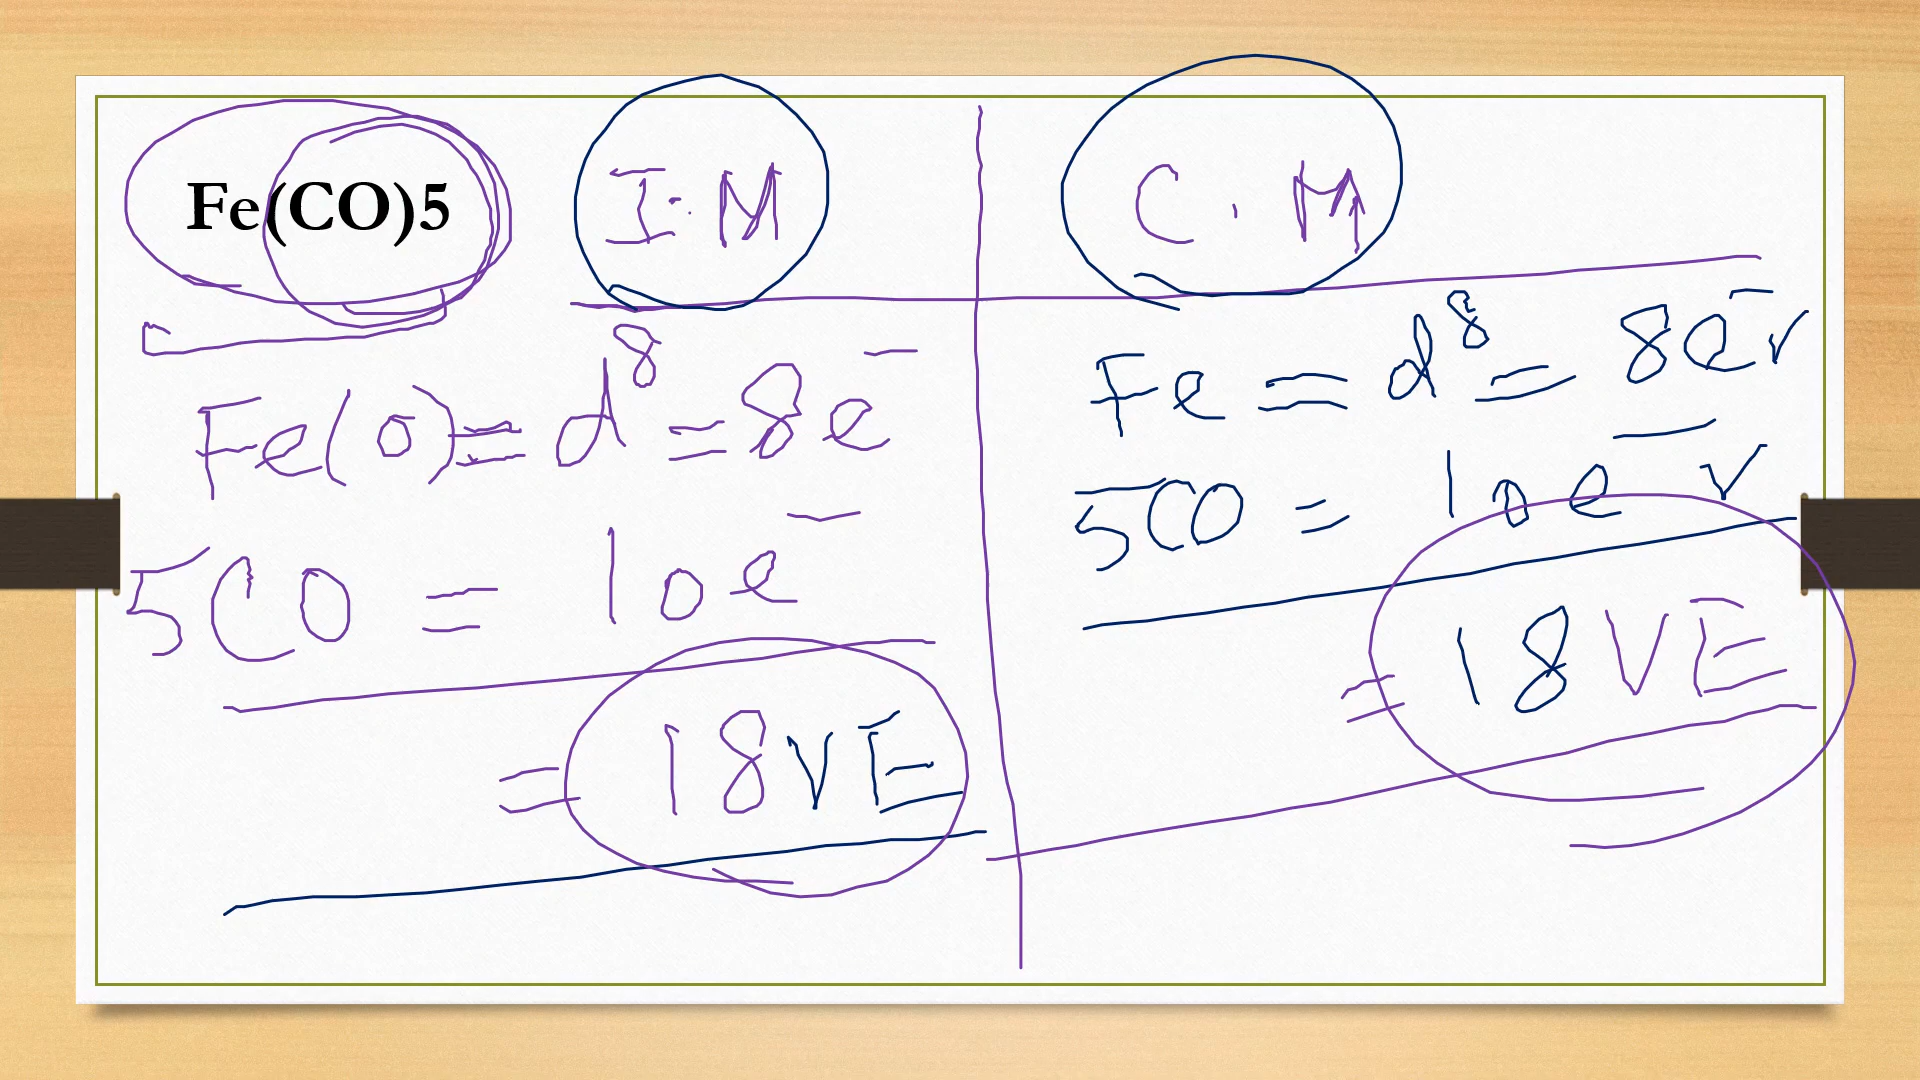 Fe(CO)5
I.M
C.M
Fe(0) = d⁸ = 8e⁻
5CO = 10e⁻
= 18VE
Fe = d⁸ = 8e⁻ ✓
5CO = 10e⁻ ✓
= 18VE